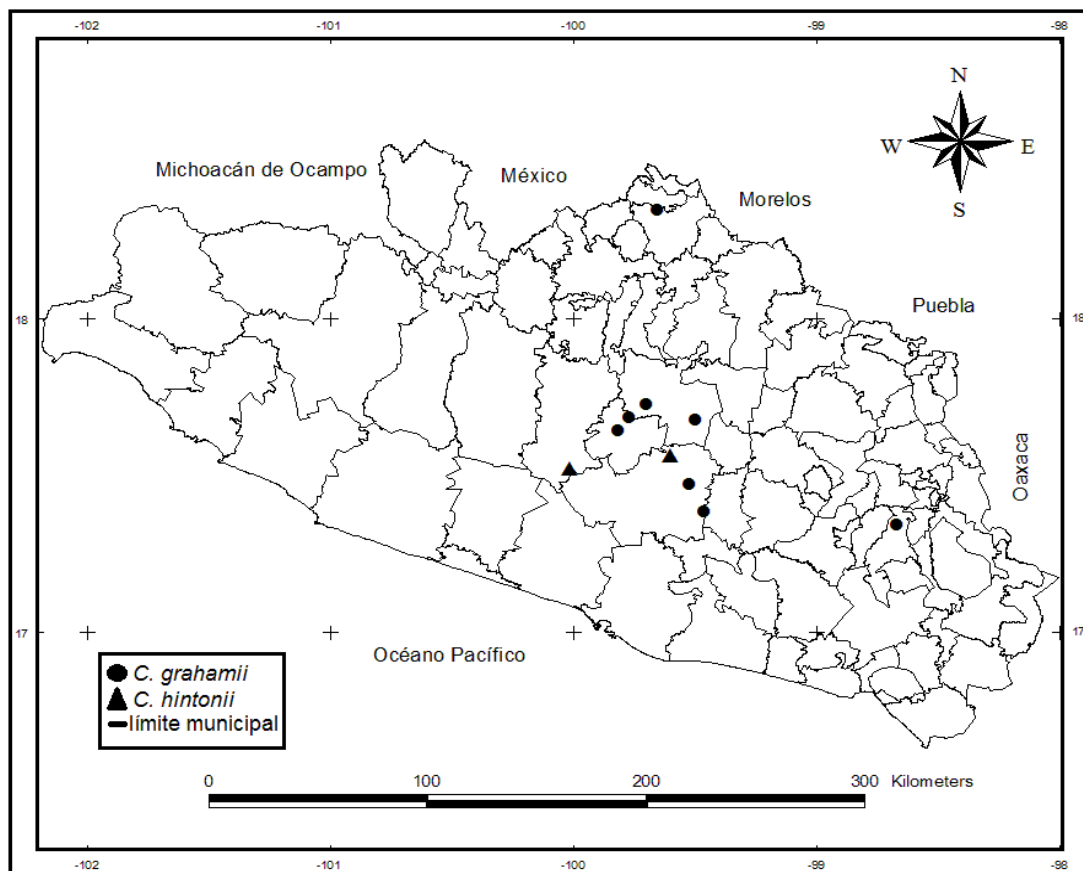 -102 -101 -100 -99 -98
N
W E
S
Michoacán de Ocampo
México
Morelos
Puebla
18 18
Oaxaca
17 17
Océano Pacífico
C. grahamii
C. hintonii
límite municipal
0 100 200 300 Kilometers
-102 -101 -100 -99 -98